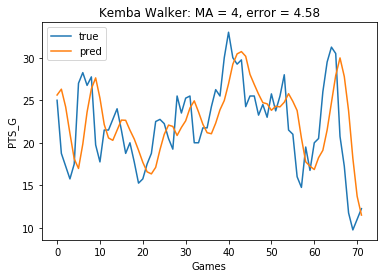 Kemba Walker: MA = 4, error = 4.58
true
pred
PTS_G
30
25
20
15
10
0 10 20 30 40 50 60 70
Games